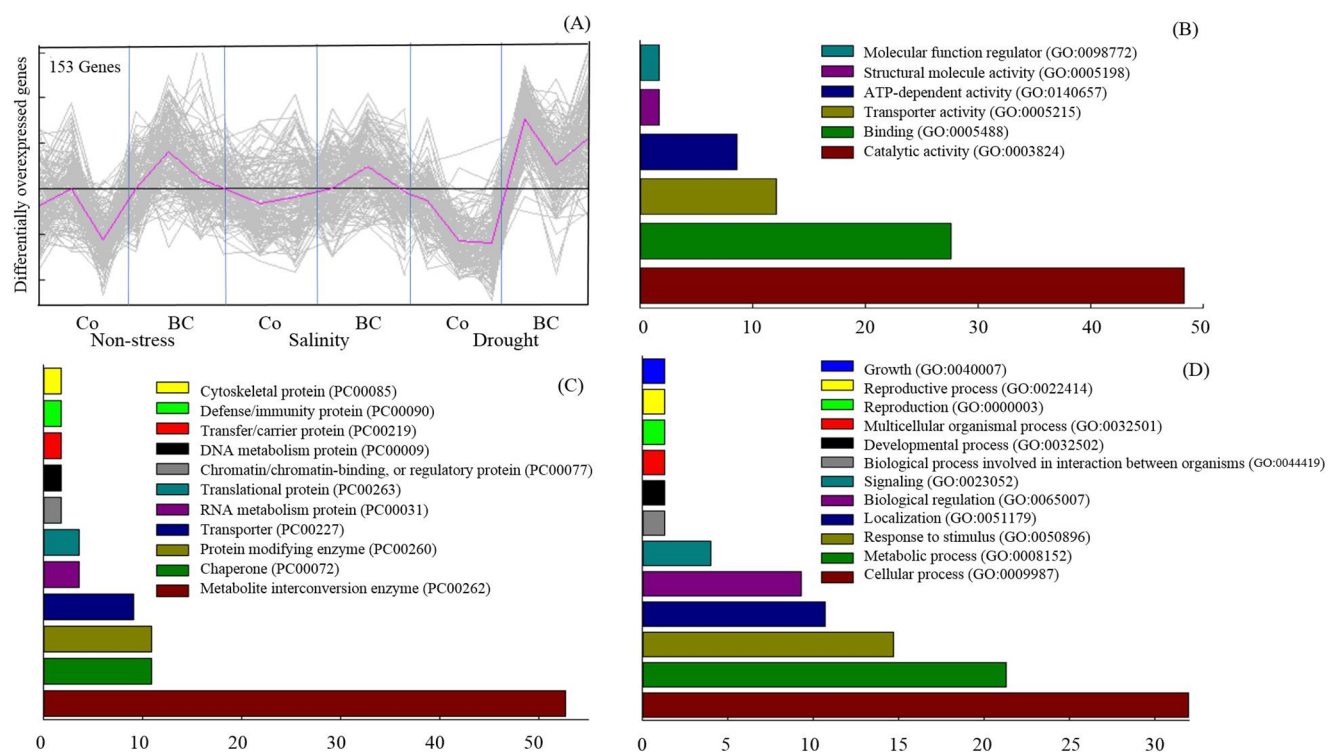 (A)
Differentially overexpressed genes
153 Genes
Co BC Co BC Co BC
Non-stress Salinity Drought
(B)
Molecular function regulator (GO:0098772)
Structural molecule activity (GO:0005198)
ATP-dependent activity (GO:0140657)
Transporter activity (GO:0005215)
Binding (GO:0005488)
Catalytic activity (GO:0003824)
0 10 20 30 40 50
(C)
Cytoskeletal protein (PC00085)
Defense/immunity protein (PC00090)
Transfer/carrier protein (PC00219)
DNA metabolism protein (PC00009)
Chromatin/chromatin-binding, or regulatory protein (PC00077)
Translational protein (PC00263)
RNA metabolism protein (PC00031)
Transporter (PC00227)
Protein modifying enzyme (PC00260)
Chaperone (PC00072)
Metabolite interconversion enzyme (PC00262)
0 10 20 30 40 50
(D)
Growth (GO:0040007)
Reproductive process (GO:0022414)
Reproduction (GO:0000003)
Multicellular organismal process (GO:0032501)
Developmental process (GO:0032502)
Biological process involved in interaction between organisms (GO:0044419)
Signaling (GO:0023052)
Biological regulation (GO:0065007)
Localization (GO:0051179)
Response to stimulus (GO:0050896)
Metabolic process (GO:0008152)
Cellular process (GO:0009987)
0 5 10 15 20 25 30